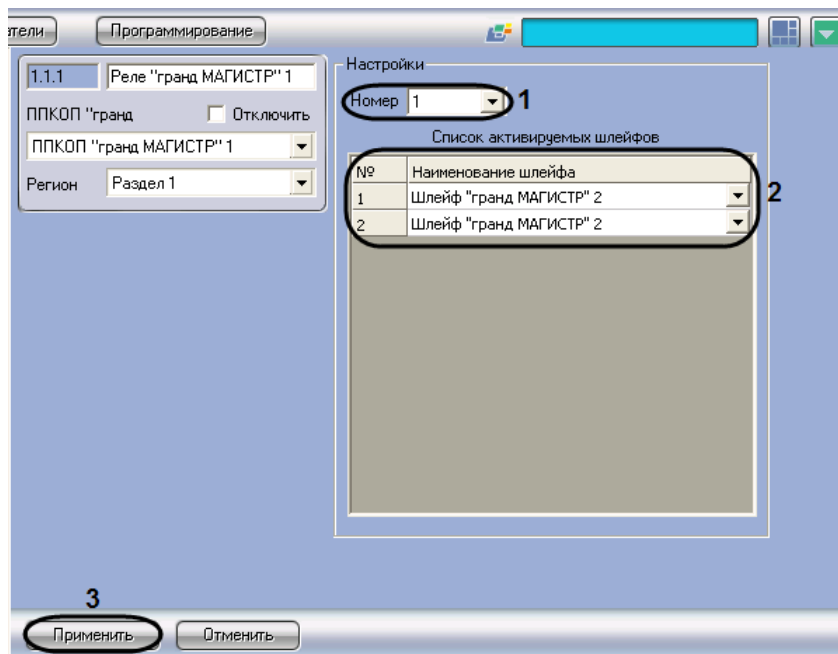 тели Программирование
1.1.1 Реле "гранд МАГИСТР" 1
ППКОП "гранд Отключить
ППКОП "гранд МАГИСТР" 1
Регион Раздел 1
Настройки
Номер 1 1
Список активируемых шлейфов
№ Наименование шлейфа
1 Шлейф "гранд МАГИСТР" 2
2 Шлейф "гранд МАГИСТР" 2
2
3
Применить Отменить